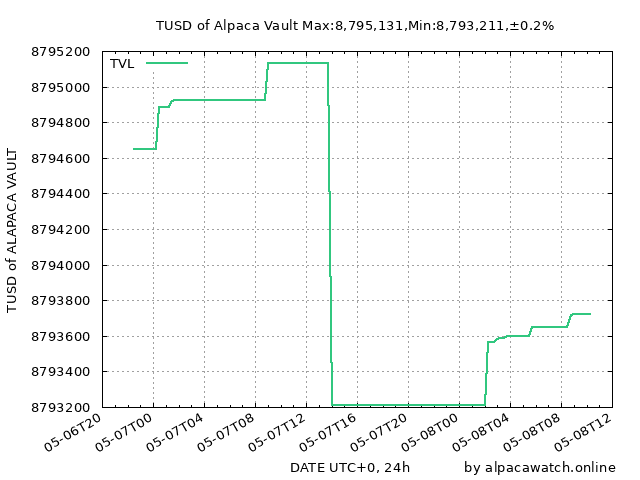 TUSD of Alpaca Vault Max:8,795,131,Min:8,793,211,±0.2%
TVL
TUSD of ALAPACA VAULT
8795200
8795000
8794800
8794600
8794400
8794200
8794000
8793800
8793600
8793400
8793200
05-06T20
05-07T00
05-07T04
05-07T08
05-07T12
05-07T16
05-07T20
05-08T00
05-08T04
05-08T08
05-08T12
DATE UTC+0, 24h
by alpacawatch.online